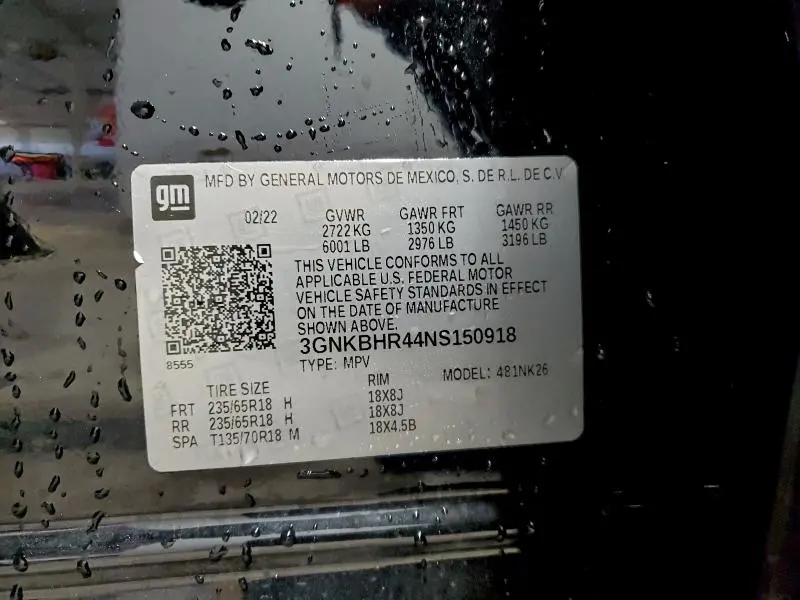 gm
MFD BY GENERAL MOTORS DE MEXICO, S. DE R.L. DE C.V
02/22 GVWR GAWR FRT GAWR RR
2722 KG 1350 KG 1450 KG
6001 LB 2976 LB 3196 LB
THIS VEHICLE CONFORMS TO ALL
APPLICABLE U.S. FEDERAL MOTOR
VEHICLE SAFETY STANDARDS IN EFFECT
ON THE DATE OF MANUFACTURE
SHOWN ABOVE.
3GNKBHR44NS150918
8555
TYPE: MPV MODEL: 481NK26
TIRE SIZE RIM
FRT 235/65R18 H 18X8J
RR 235/65R18 H 18X8J
SPA T135/70R18 M 18X4.5B